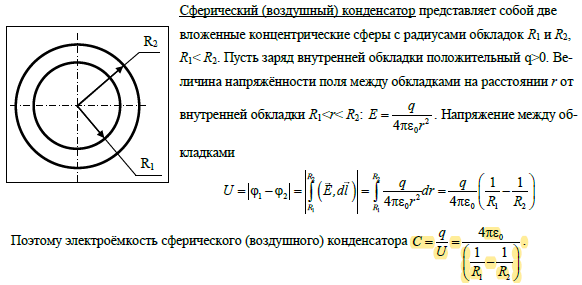 Сферический (воздушный) конденсатор представляет собой две
вложенные концентрические сферы с радиусами обкладок R₁ и R₂,
R₁< R₂. Пусть заряд внутренней обкладки положительный q>0. Ве-
личина напряжённости поля между обкладками на расстоянии r от
внутренней обкладки R₁<r< R₂: E = q / (4πε₀r²). Напряжение между об-
кладками
U = |φ₁ − φ₂| = |∫_{R₁}^{R₂} (E⃗, dl⃗)| = ∫_{R₁}^{R₂} q / (4πε₀r²) dr = q / (4πε₀) (1/R₁ − 1/R₂)
Поэтому электроёмкость сферического (воздушного) конденсатора C = q/U = 4πε₀ / (1/R₁ − 1/R₂).
R₂
R₁